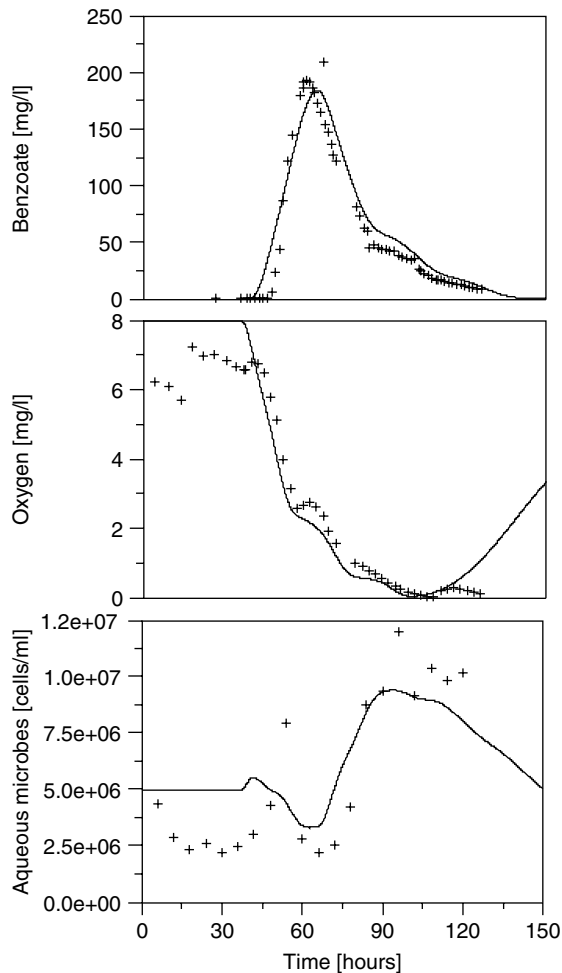 250
200
150
100
50
0
Benzoate [mg/l]
8
6
4
2
0
Oxygen [mg/l]
1.2e+07
1.0e+07
7.5e+06
5.0e+06
2.5e+06
0.0e+00
Aqueous microbes [cells/ml]
0 30 60 90 120 150
Time [hours]